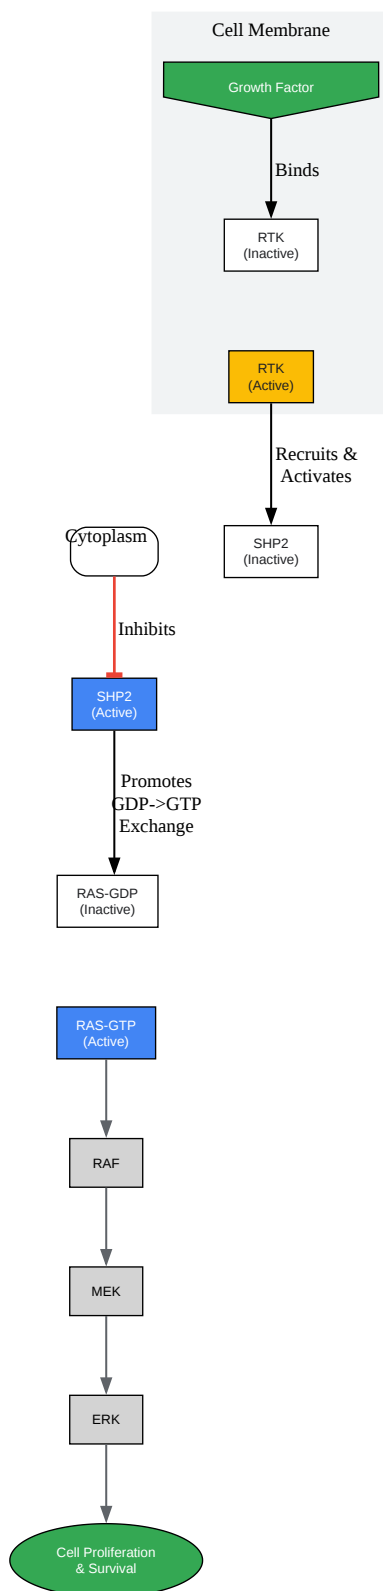 Cell Membrane
Growth Factor
Binds
RTK
(Inactive)
RTK
(Active)
Recruits &
Activates
SHP2
(Inactive)
Cytoplasm
Inhibits
SHP2
(Active)
Promotes
GDP->GTP
Exchange
RAS-GDP
(Inactive)
RAS-GTP
(Active)
RAF
MEK
ERK
Cell Proliferation
& Survival